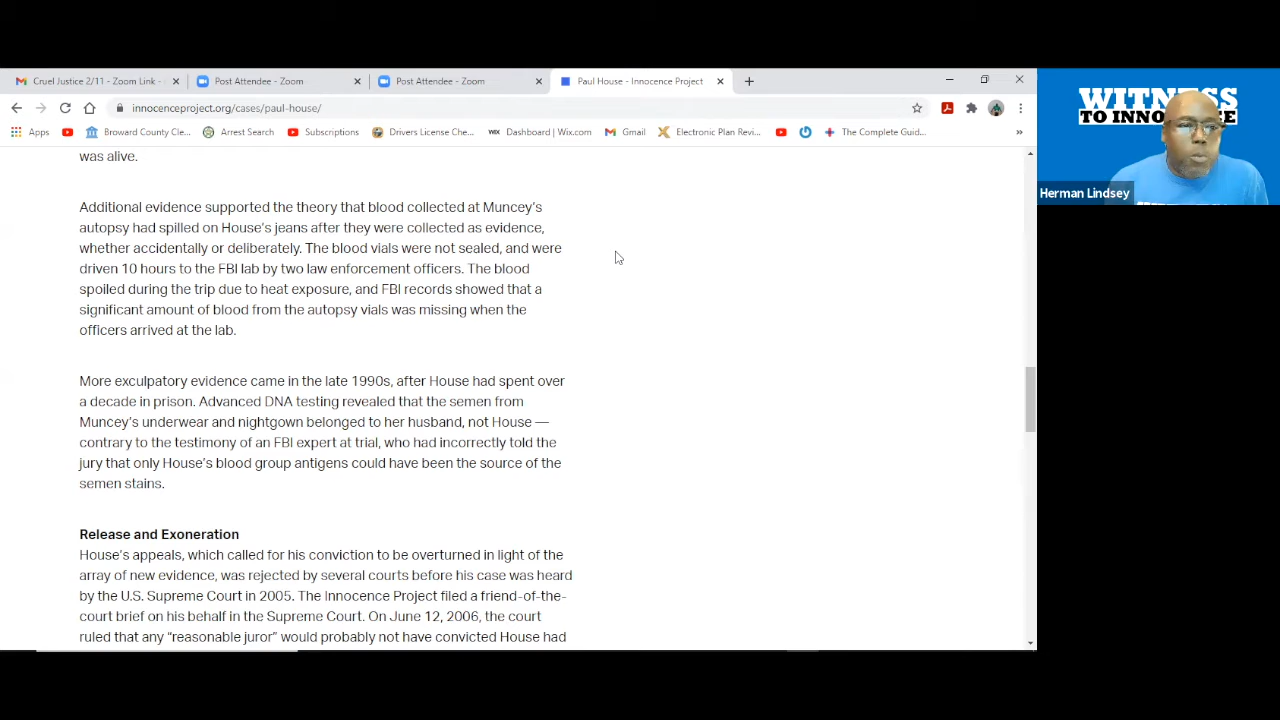 Cruel Justice 2/11 - Zoom Link -
Post Attendee - Zoom
Post Attendee - Zoom
Paul House - Innocence Project
innocenceproject.org/cases/paul-house/
Apps
Broward County Cle...
Arrest Search
Subscriptions
Drivers License Che...
WIX Dashboard | Wix.com
Gmail
Electronic Plan Revi...
The Complete Guid...
»
was alive.
Additional evidence supported the theory that blood collected at Muncey’s
autopsy had spilled on House’s jeans after they were collected as evidence,
whether accidentally or deliberately. The blood vials were not sealed, and were
driven 10 hours to the FBI lab by two law enforcement officers. The blood
spoiled during the trip due to heat exposure, and FBI records showed that a
significant amount of blood from the autopsy vials was missing when the
officers arrived at the lab.
More exculpatory evidence came in the late 1990s, after House had spent over
a decade in prison. Advanced DNA testing revealed that the semen from
Muncey’s underwear and nightgown belonged to her husband, not House —
contrary to the testimony of an FBI expert at trial, who had incorrectly told the
jury that only House’s blood group antigens could have been the source of the
semen stains.
Release and Exoneration
House’s appeals, which called for his conviction to be overturned in light of the
array of new evidence, was rejected by several courts before his case was heard
by the U.S. Supreme Court in 2005. The Innocence Project filed a friend-of-the-
court brief on his behalf in the Supreme Court. On June 12, 2006, the court
ruled that any “reasonable juror” would probably not have convicted House had
WITNESS
TO INNO
Herman Lindsey